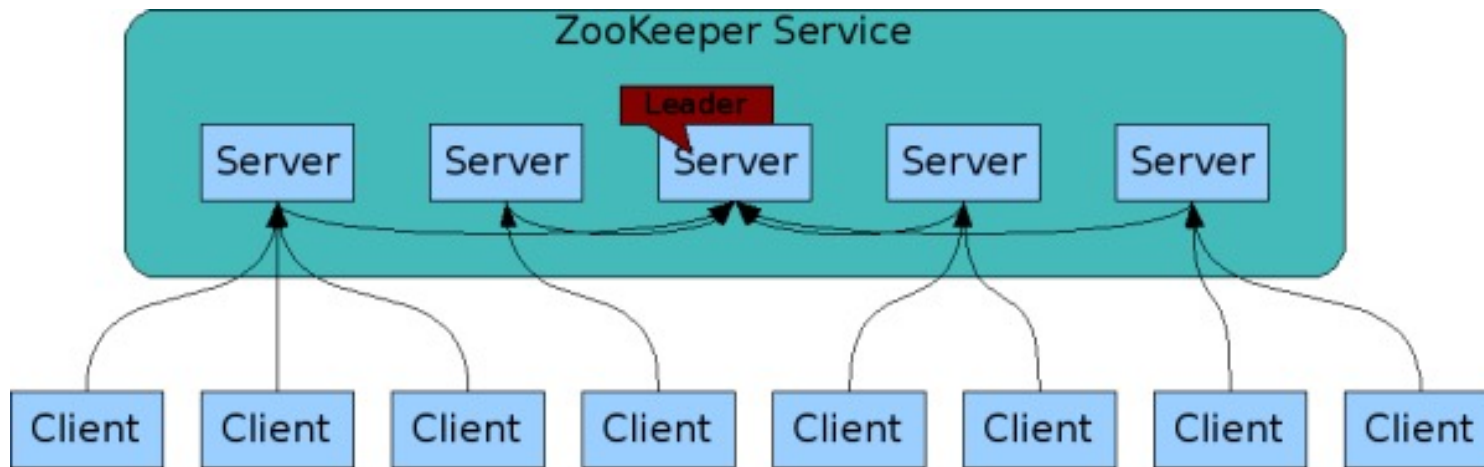 ZooKeeper Service
Leader
Server Server Server Server Server
Client Client Client Client Client Client Client Client